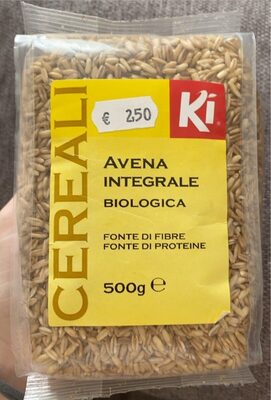 CEREALI
€ 2.50
Ki
AVENA
INTEGRALE
BIOLOGICA
FONTE DI FIBRE
FONTE DI PROTEINE
500g ℮